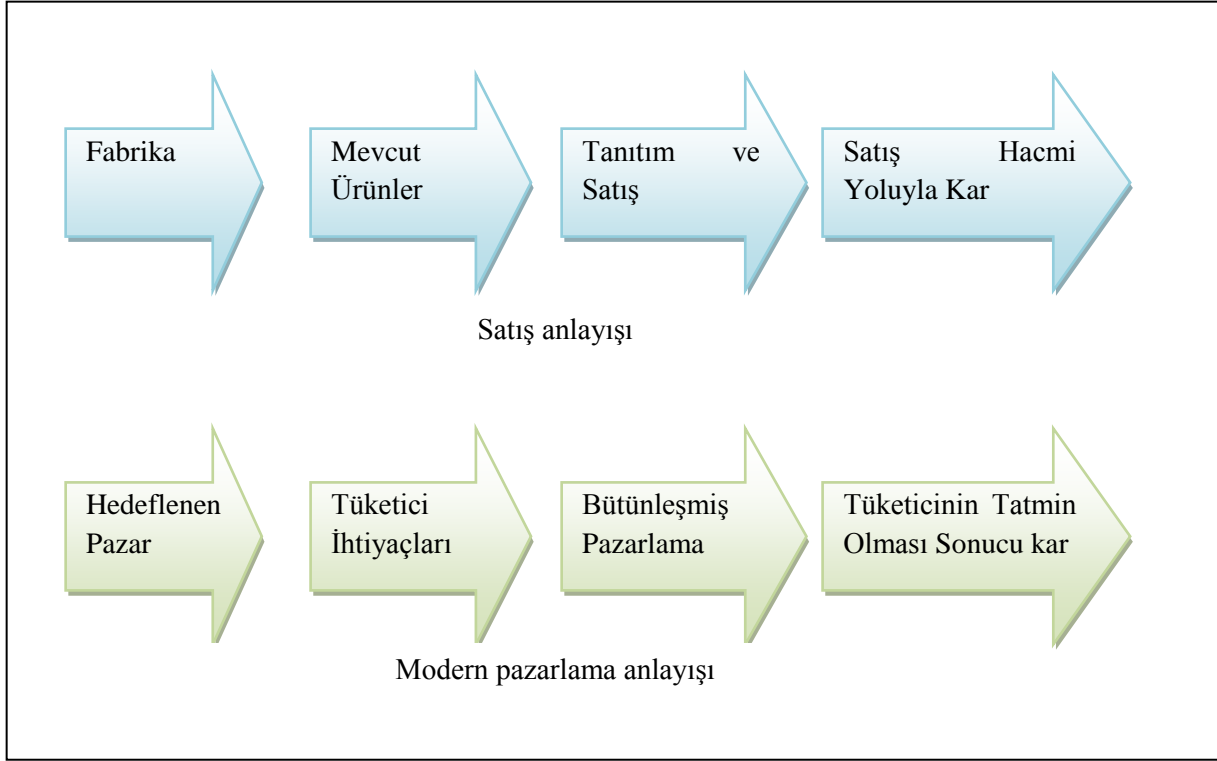 Fabrika
Mevcut
Ürünler
Tanıtım ve
Satış
Satış Hacmi
Yoluyla Kar
Satış anlayışı
Hedeflenen
Pazar
Tüketici
İhtiyaçları
Bütünleşmiş
Pazarlama
Tüketicinin Tatmin
Olması Sonucu kar
Modern pazarlama anlayışı